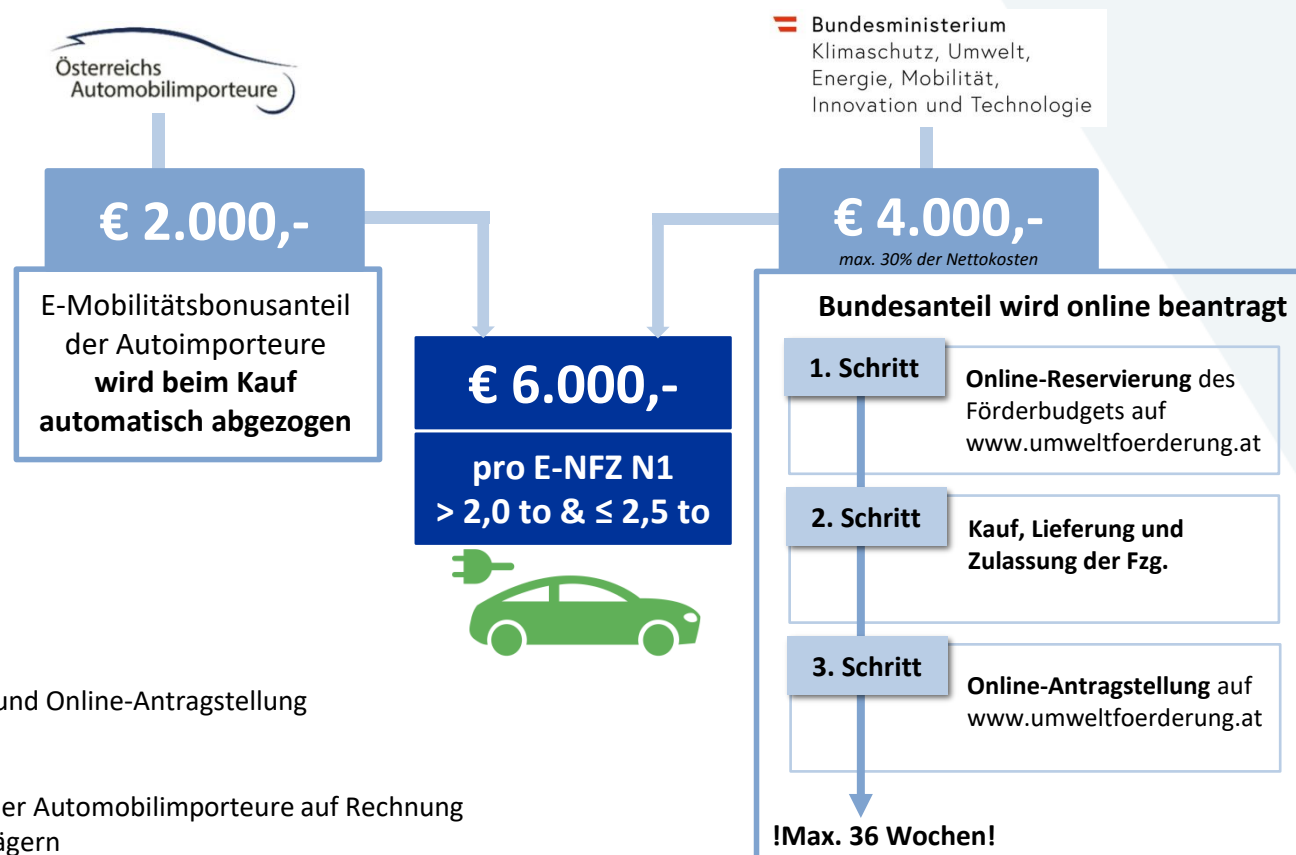 Österreichs
Automobilimporteure
Bundesministerium
Klimaschutz, Umwelt,
Energie, Mobilität,
Innovation und Technologie
€ 2.000,-
E-Mobilitätsbonusanteil
der Autoimporteure
wird beim Kauf
automatisch abgezogen
€ 4.000,-
max. 30% der Nettokosten
€ 6.000,-
pro E-NFZ N1
> 2,0 to & ≤ 2,5 to
Bundesanteil wird online beantragt
1. Schritt
Online-Reservierung des
Förderbudgets auf
www.umweltfoerderung.at
2. Schritt
Kauf, Lieferung und
Zulassung der Fzg.
3. Schritt
Online-Antragstellung auf
www.umweltfoerderung.at
!Max. 36 Wochen!
und Online-Antragstellung
er Automobilimporteure auf Rechnung
ägern